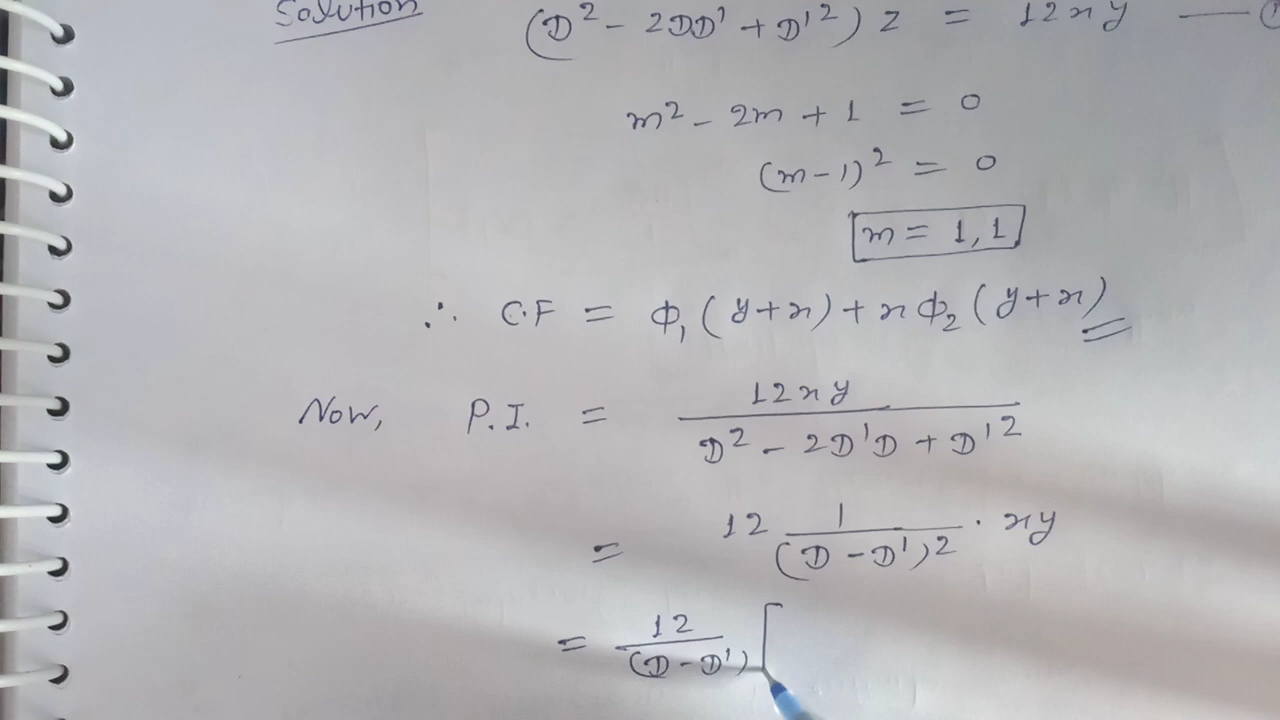 Solution (D² - 2DD' + D'²) z = 12xy — (
m² - 2m + 1 = 0
(m-1)² = 0
m = 1, 1
∴ C.F = Φ₁(y+x) + xΦ₂(y+x)
Now, P.I. = 12xy / D² - 2D'D + D'²
= 12 1/(D-D')² · xy
= 12/(D-D') [